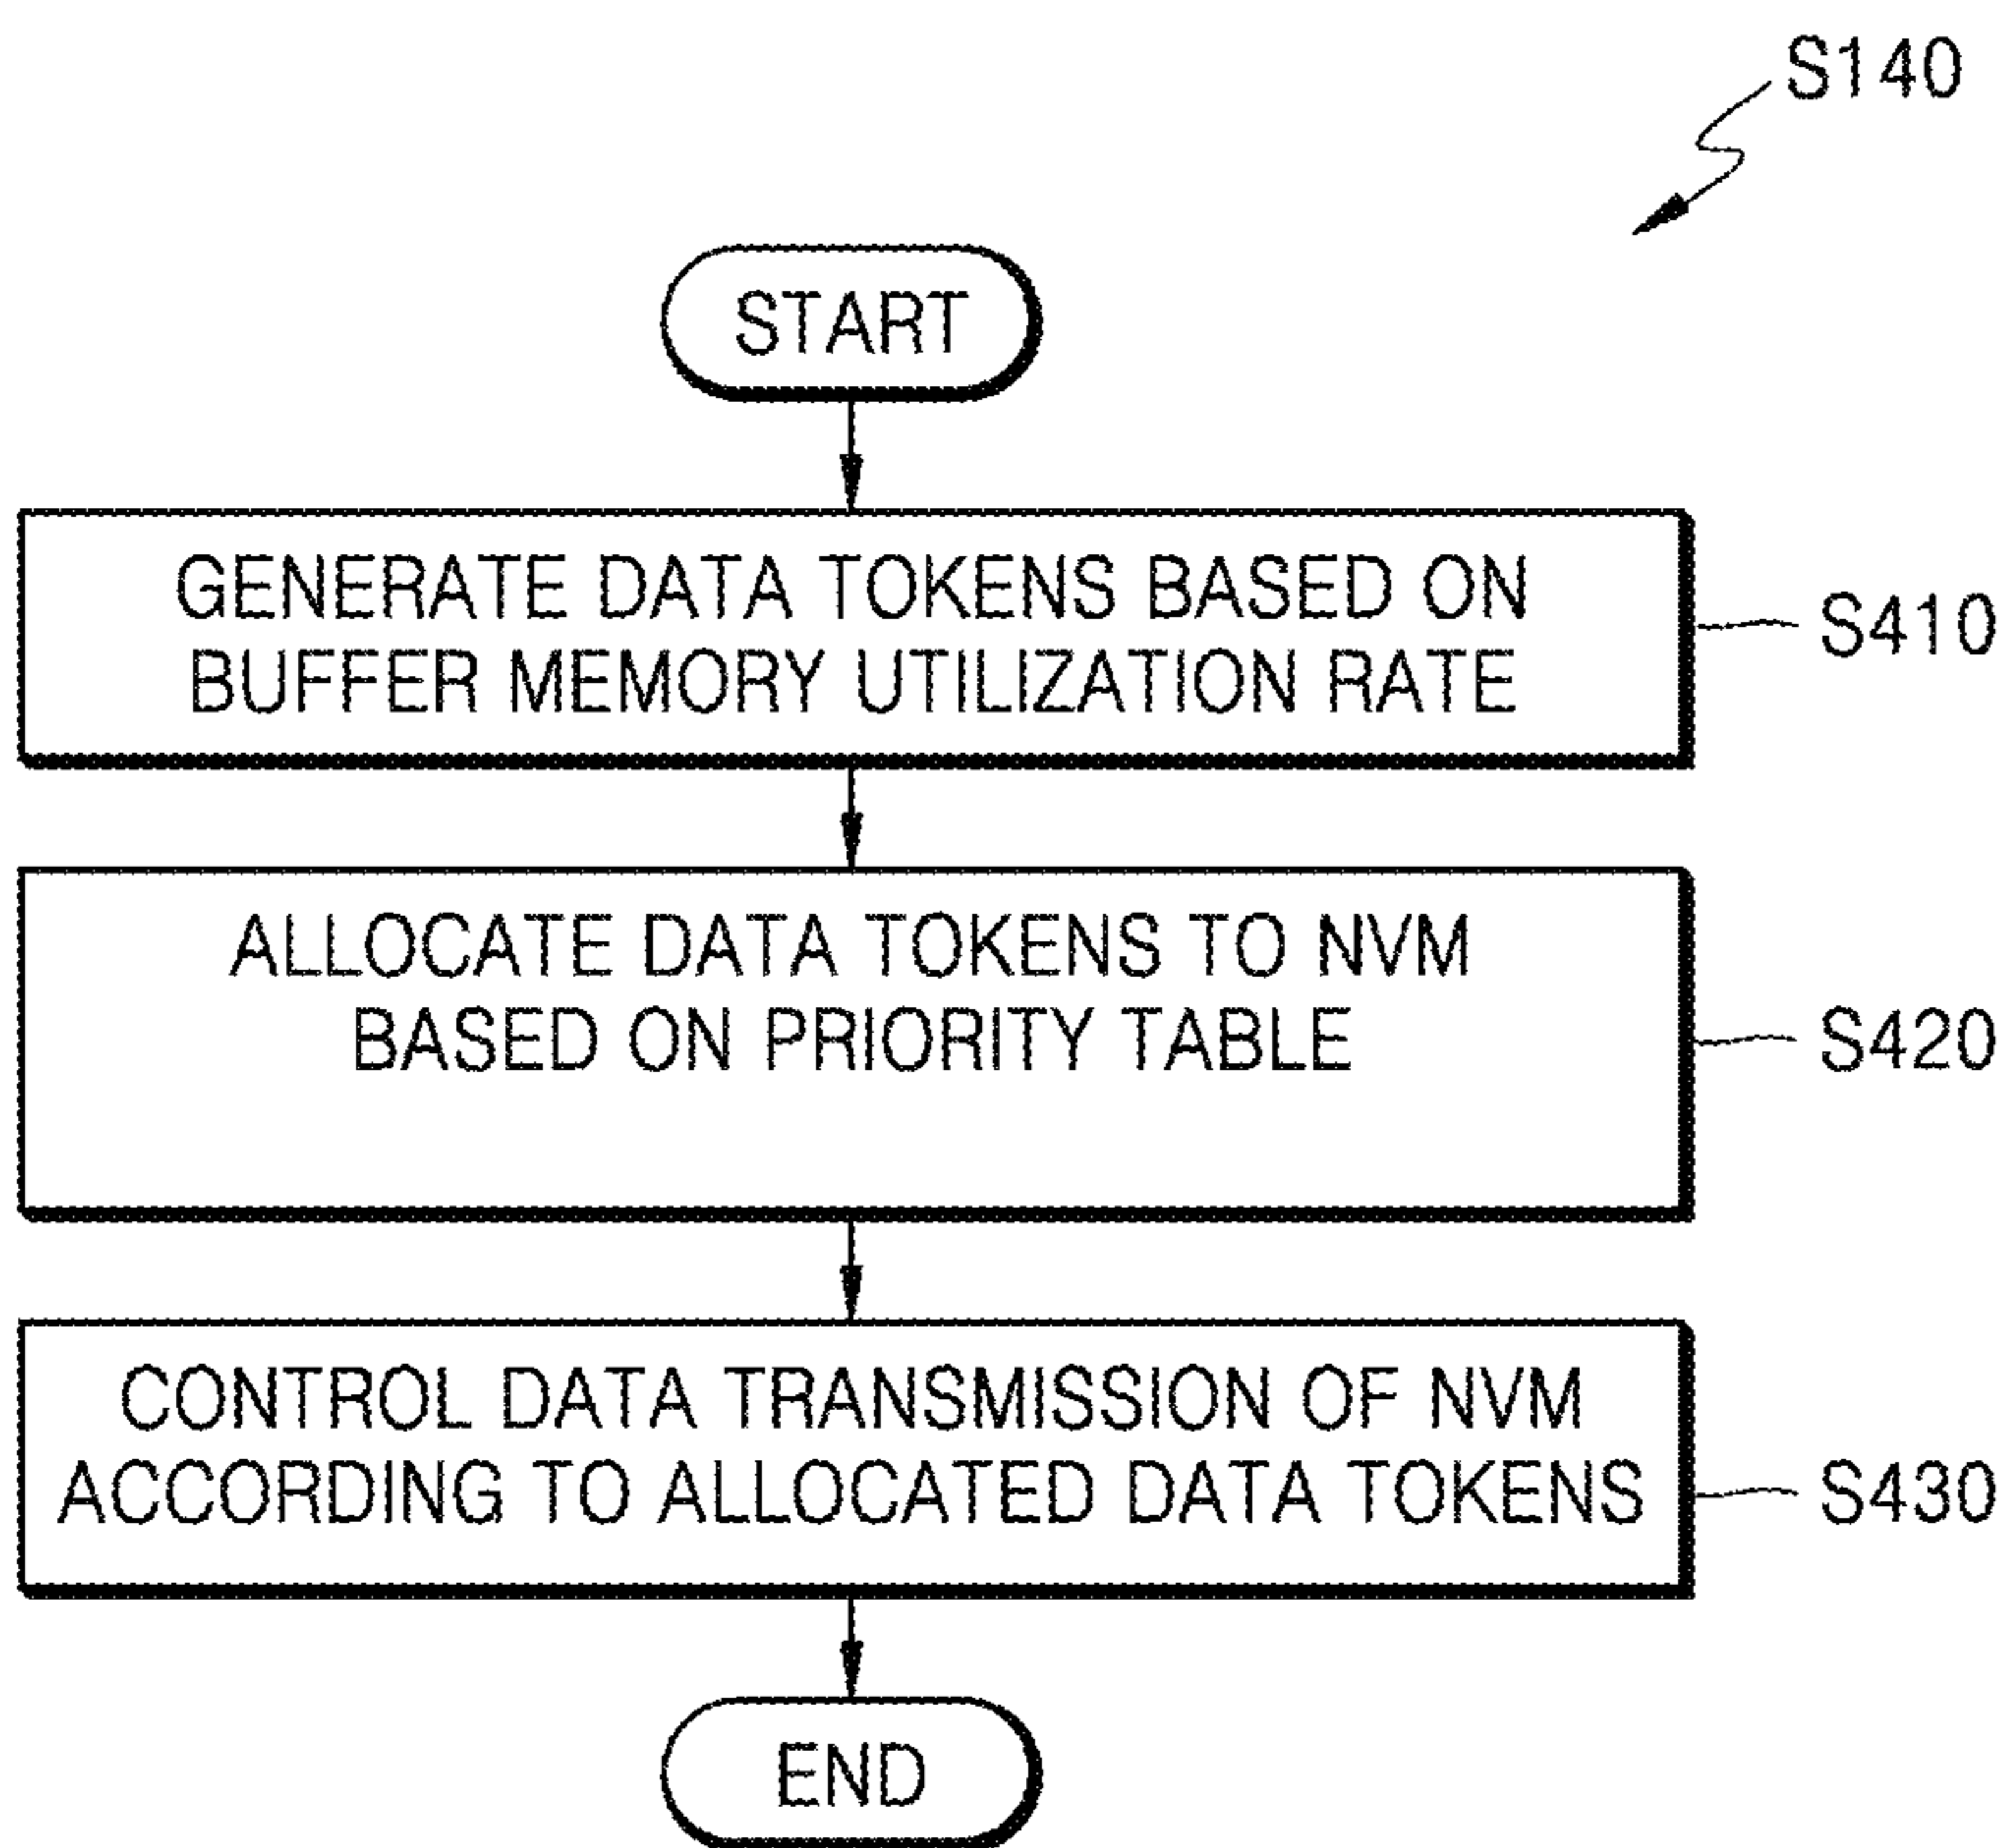 S140
START
GENERATE DATA TOKENS BASED ON
BUFFER MEMORY UTILIZATION RATE
S410
ALLOCATE DATA TOKENS TO NVM
BASED ON PRIORITY TABLE
S420
CONTROL DATA TRANSMISSION OF NVM
ACCORDING TO ALLOCATED DATA TOKENS
S430
END